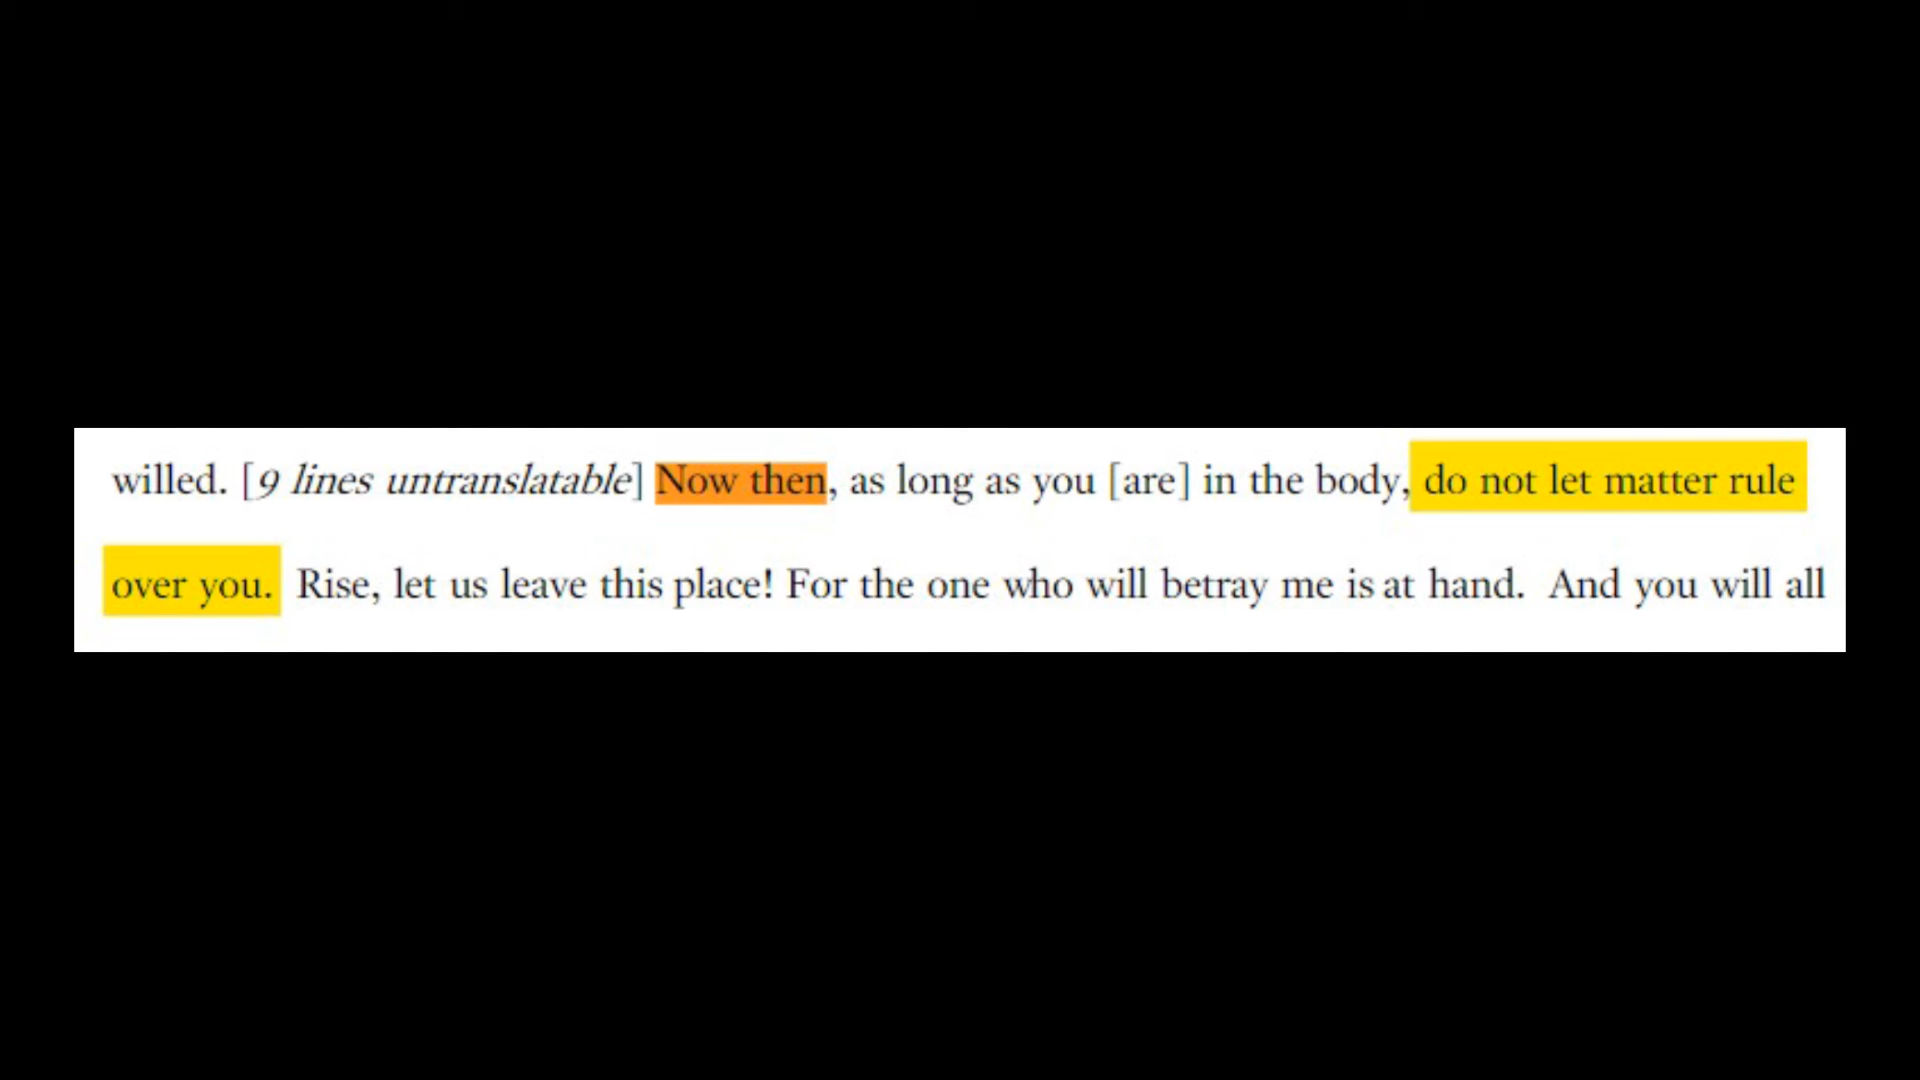 willed. [9 lines untranslatable] Now then, as long as you [are] in the body, do not let matter rule
over you. Rise, let us leave this place! For the one who will betray me is at hand. And you will all